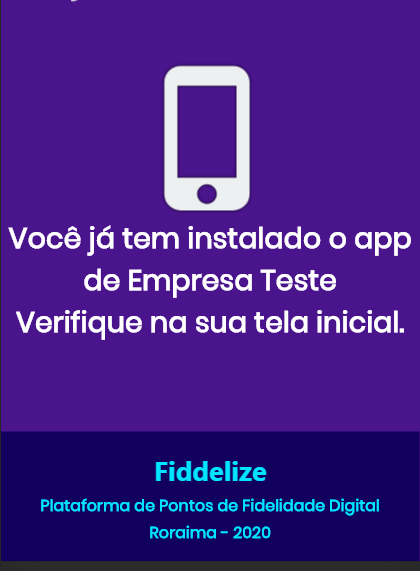 Você já tem instalado o app
de Empresa Teste
Verifique na sua tela inicial.
Fiddelize
Plataforma de Pontos de Fidelidade Digital
Roraima - 2020